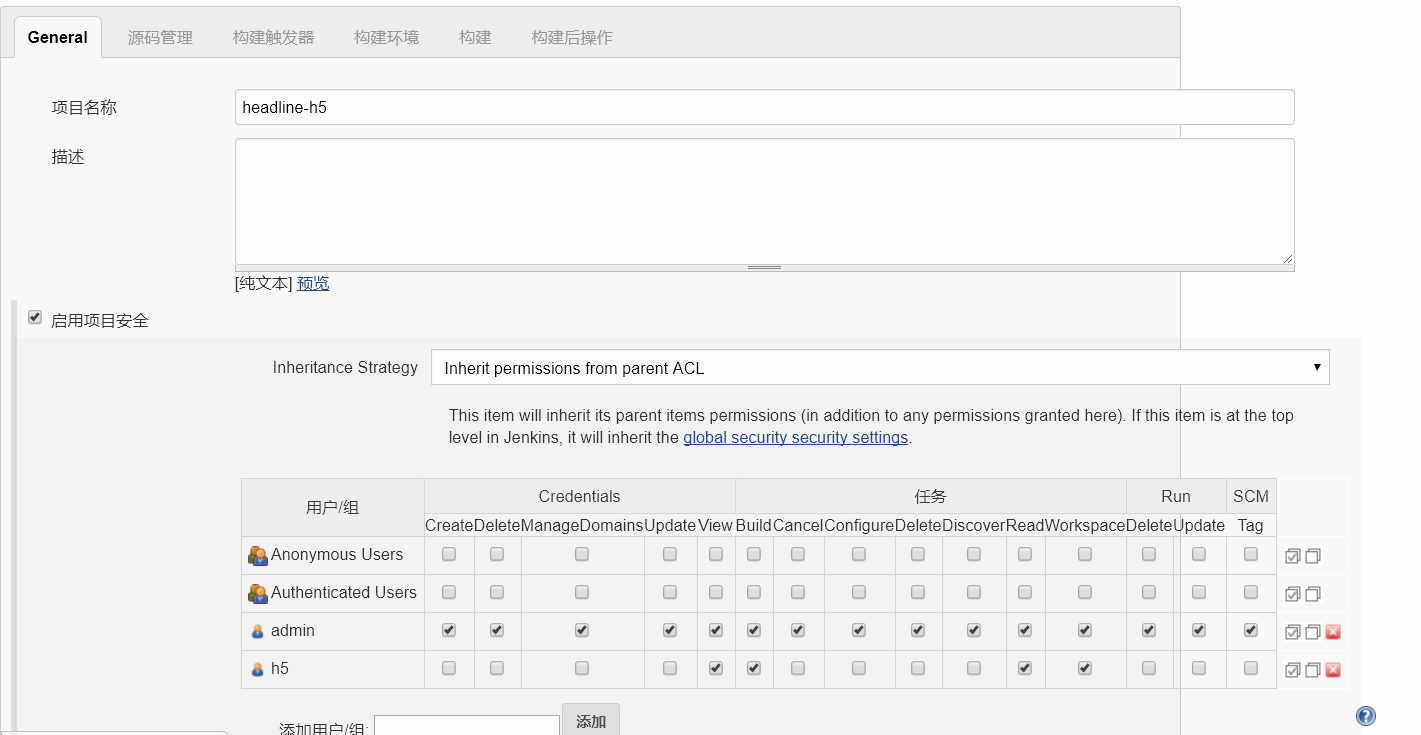 General 源码管理 构建触发器 构建环境 构建 构建后操作
项目名称 headline-h5
描述
[纯文本] 预览
启用项目安全
Inheritance Strategy Inherit permissions from parent ACL
This item will inherit its parent items permissions (in addition to any permissions granted here). If this item is at the top
level in Jenkins, it will inherit the global security security settings.
用户/组 Credentials 任务 Run SCM
Create Delete ManageDomains Update View Build Cancel Configure Delete Discover Read Workspace Delete Update Tag
Anonymous Users
Authenticated Users
admin
h5
添加用户/组: 添加